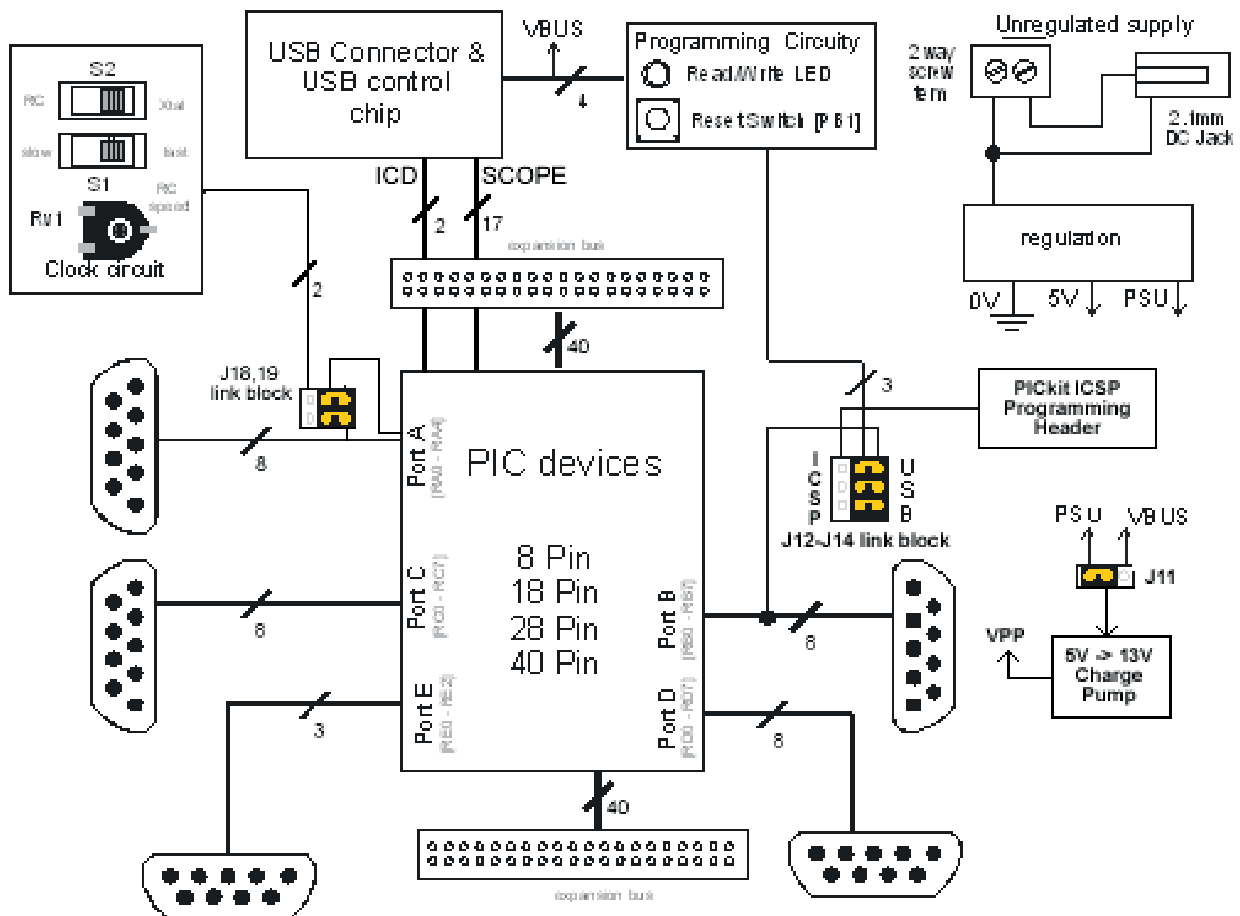 S2
RC
Xtal
slow
fast
S1
RC
speed
Rv1
Clock circuit
USB Connector &
USB control
chip
VBUS
4
Programming Circuity
Read/Write LED
Reset Switch [PB1]
Unregulated supply
2 way
screw
term
2.1mm
DC Jack
regulation
0V
5V
PSU
ICD
SCOPE
2
17
expansion bus
2
40
J18,19
link block
3
PICkit ICSP
Programming
Header
8
Port A
[RA0 - RA4]
PIC devices
8 Pin
18 Pin
28 Pin
40 Pin
I
C
S
P
U
S
B
J12-J14 link block
PSU
VBUS
J11
8
Port C
[RC0 - RC7]
Port B
[RB0 - RB7]
8
VPP
5V -> 13V
Charge
Pump
3
Port E
[RE0 - RE2]
Port D
[RD0 - RD7]
8
40
expansion bus